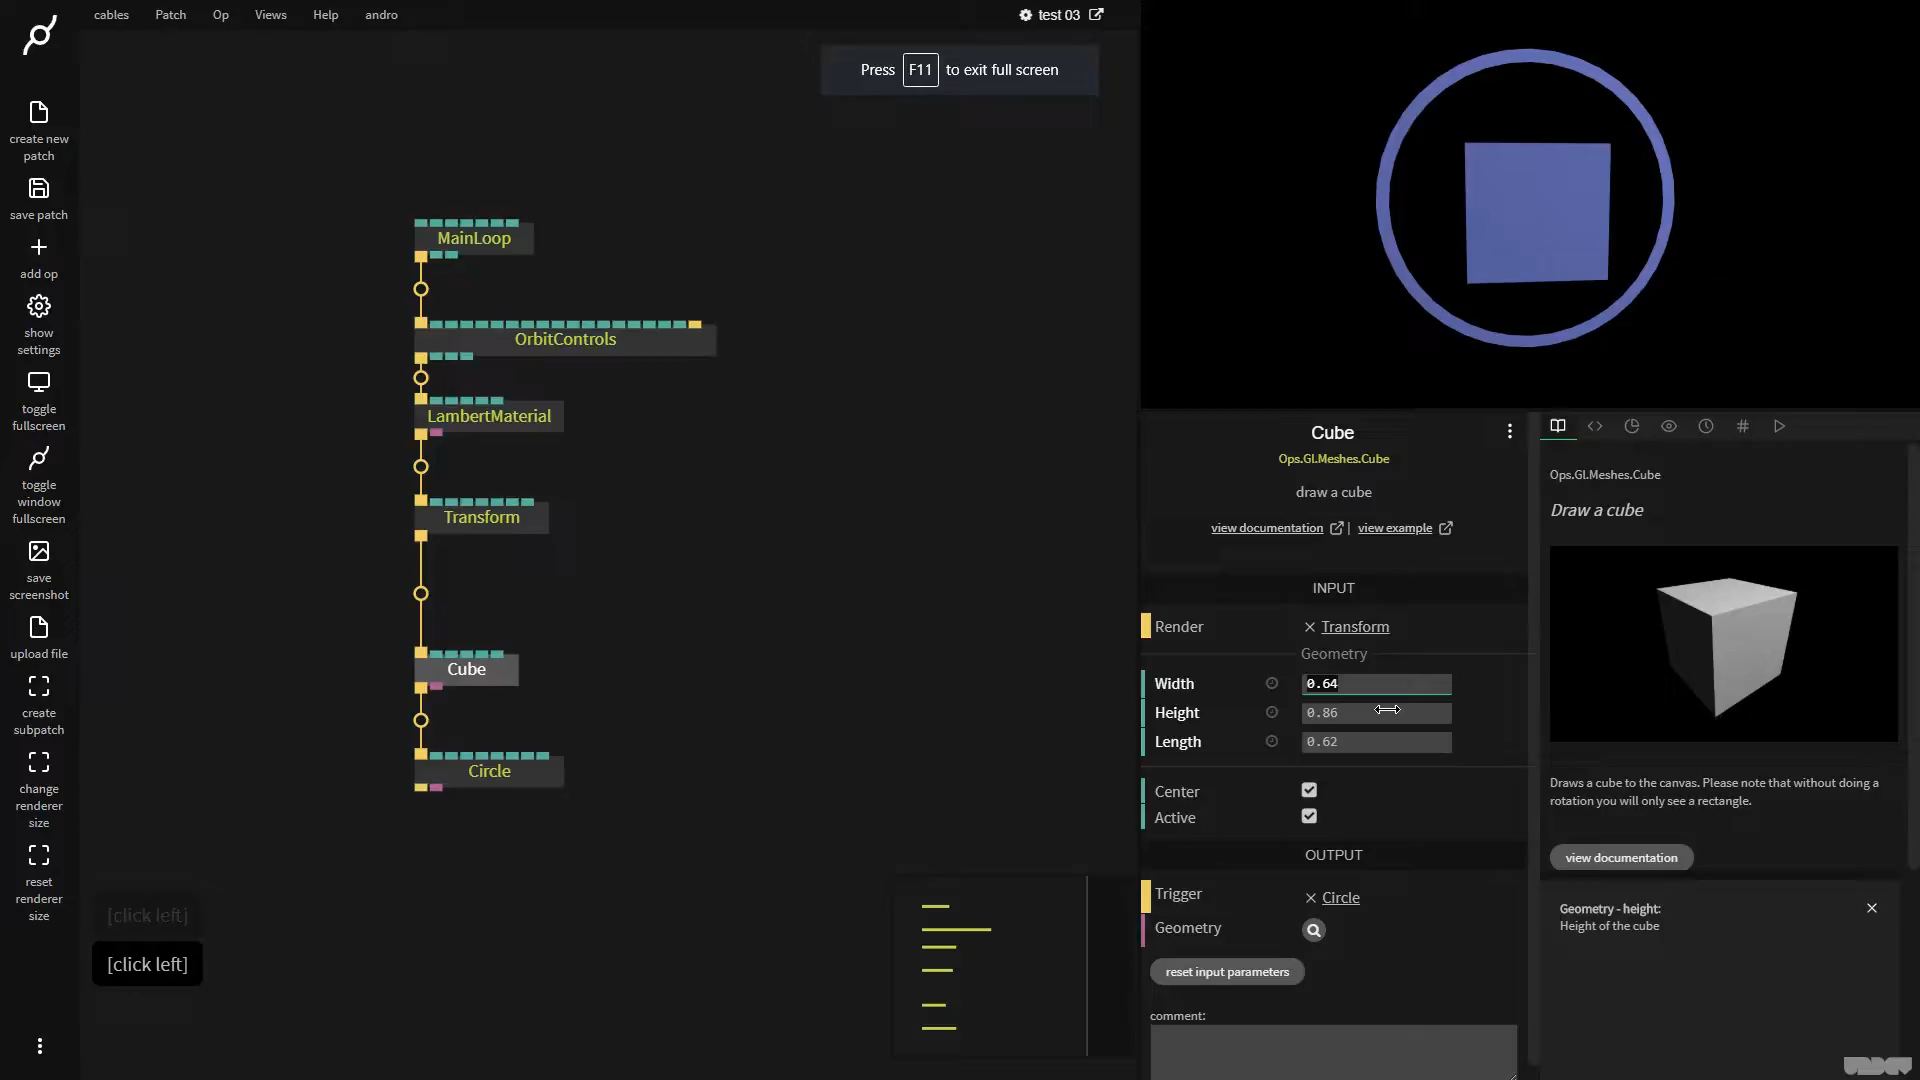 cables Patch Op Views Help andro test 03
Press F11 to exit full screen
create new
patch
save patch
add op
show
settings
toggle
fullscreen
toggle
window
fullscreen
save
screenshot
upload file
create
subpatch
change
renderer
size
reset
renderer
size
MainLoop
OrbitControls
LambertMaterial
Transform
Cube
Circle
[click left]
[click left]
Cube
Ops.Gl.Meshes.Cube
draw a cube
view documentation | view example
INPUT
Render Transform
Geometry
Width 0.64
Height 0.86
Length 0.62
Center
Active
OUTPUT
Trigger Circle
Geometry
reset input parameters
comment:
Ops.Gl.Meshes.Cube
Draw a cube
Draws a cube to the canvas. Please note that without doing a
rotation you will only see a rectangle.
view documentation
Geometry - height:
Height of the cube